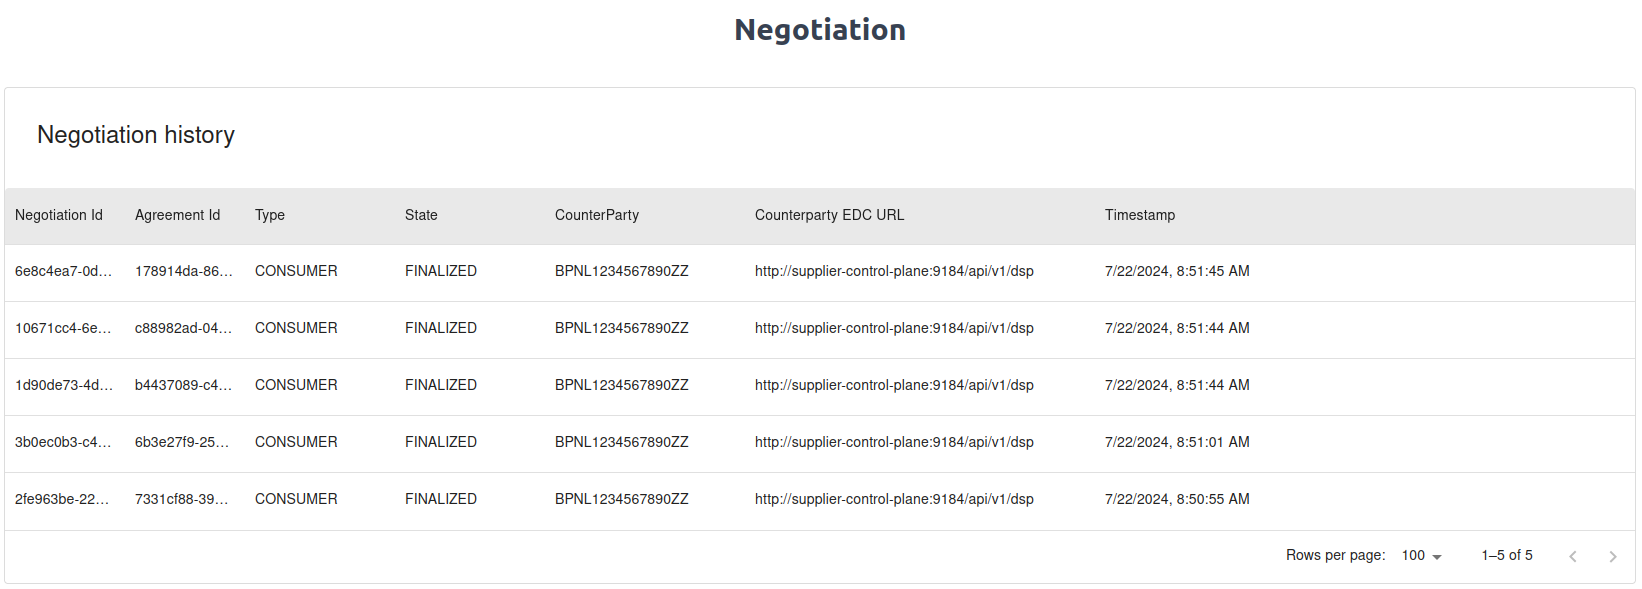 Negotiation
Negotiation history
Negotiation Id Agreement Id Type State CounterParty Counterparty EDC URL Timestamp
6e8c4ea7-0d… 178914da-86… CONSUMER FINALIZED BPNL1234567890ZZ http://supplier-control-plane:9184/api/v1/dsp 7/22/2024, 8:51:45 AM
10671cc4-6e… c88982ad-04… CONSUMER FINALIZED BPNL1234567890ZZ http://supplier-control-plane:9184/api/v1/dsp 7/22/2024, 8:51:44 AM
1d90de73-4d… b4437089-c4… CONSUMER FINALIZED BPNL1234567890ZZ http://supplier-control-plane:9184/api/v1/dsp 7/22/2024, 8:51:44 AM
3b0ec0b3-c4… 6b3e27f9-25… CONSUMER FINALIZED BPNL1234567890ZZ http://supplier-control-plane:9184/api/v1/dsp 7/22/2024, 8:51:01 AM
2fe963be-22… 7331cf88-39… CONSUMER FINALIZED BPNL1234567890ZZ http://supplier-control-plane:9184/api/v1/dsp 7/22/2024, 8:50:55 AM
Rows per page: 100 1–5 of 5